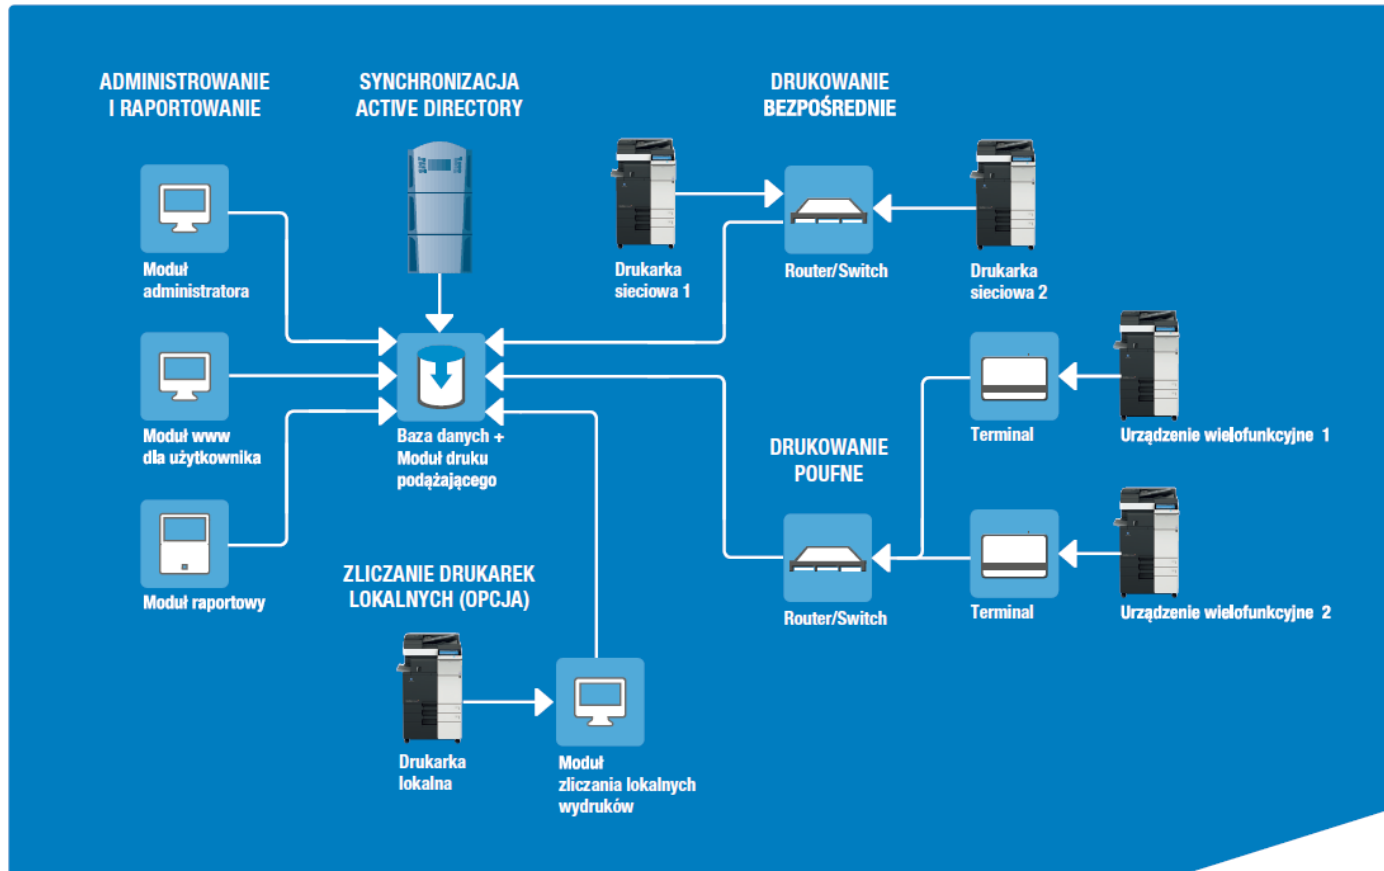 ADMINISTROWANIE
I RAPORTOWANIE
SYNCHRONIZACJA
ACTIVE DIRECTORY
DRUKOWANIE
BEZPOŚREDNIE
Moduł
administratora
Drukarka
sieciowa 1
Router/Switch
Drukarka
sieciowa 2
Moduł www
dla użytkownika
Baza danych +
Moduł druku
podążającego
DRUKOWANIE
POUFNE
Terminal
Urządzenie wielofunkcyjne 1
Moduł raportowy
ZLICZANIE DRUKAREK
LOKALNYCH (OPCJA)
Router/Switch
Terminal
Urządzenie wielofunkcyjne 2
Drukarka
lokalna
Moduł
zliczania lokalnych
wydruków